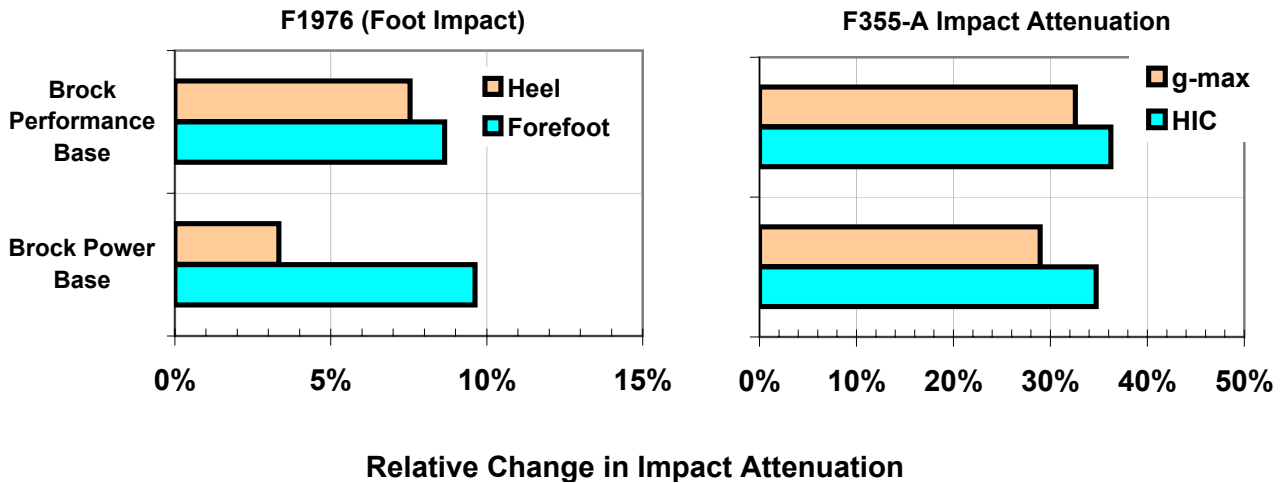 F1976 (Foot Impact)
Brock
Performance
Base
Brock Power
Base
Heel
Forefoot
0% 5% 10% 15%
F355-A Impact Attenuation
g-max
HIC
0% 10% 20% 30% 40% 50%
Relative Change in Impact Attenuation